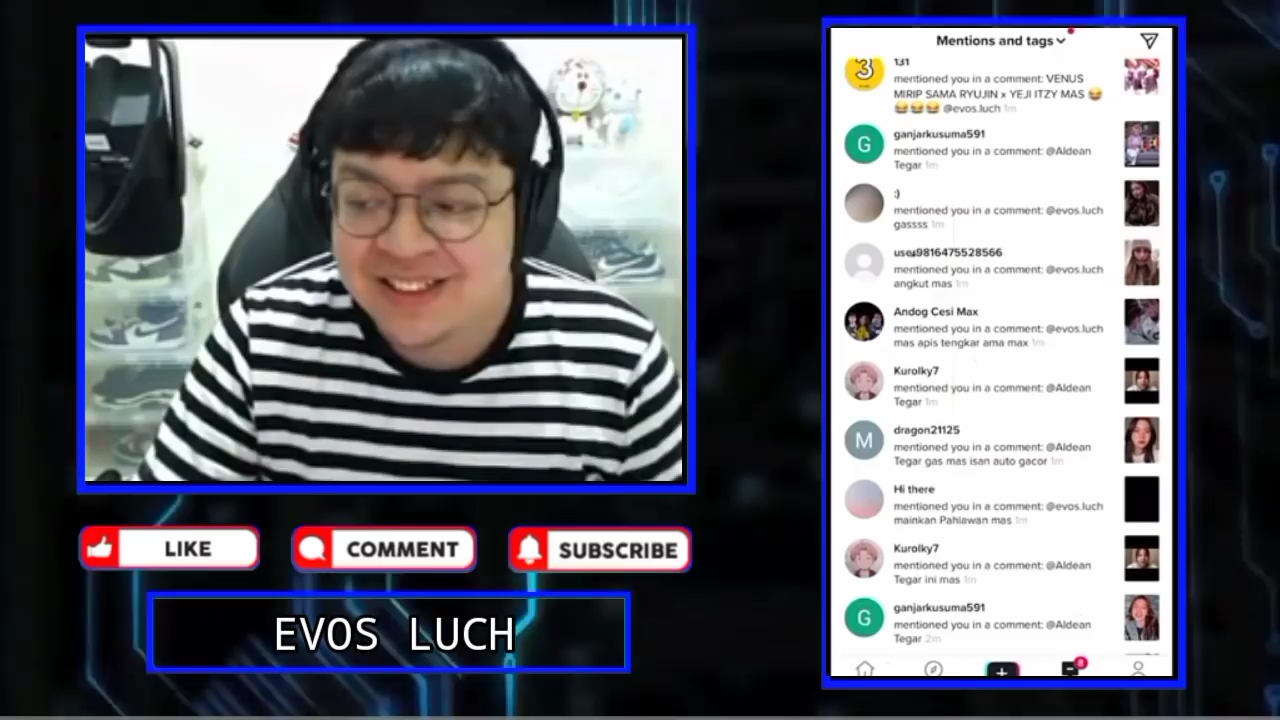 LIKE
COMMENT
SUBSCRIBE
EVOS LUCH
Mentions and tags
131
mentioned you in a comment: VENUS
MIRIP SAMA RYUJIN x YEJI ITZY MAS 😂
😂😂😂 @evos.luch 1m
G
ganjarkusuma591
mentioned you in a comment: @Aldean
Tegar 1m
:)
mentioned you in a comment: @evos.luch
gassss 1m
user9816475528566
mentioned you in a comment: @evos.luch
angkut mas 1m
Andog Cesi Max
mentioned you in a comment: @evos.luch
mas apis tengkar ama max 1m
Kurolky7
mentioned you in a comment: @Aldean
Tegar 1m
M
dragon21125
mentioned you in a comment: @Aldean
Tegar gas mas isan auto gacor 1m
Hi there
mentioned you in a comment: @evos.luch
mainkan Pahlawan mas 1m
Kurolky7
mentioned you in a comment: @Aldean
Tegar ini mas 1m
G
ganjarkusuma591
mentioned you in a comment: @Aldean
Tegar 2m